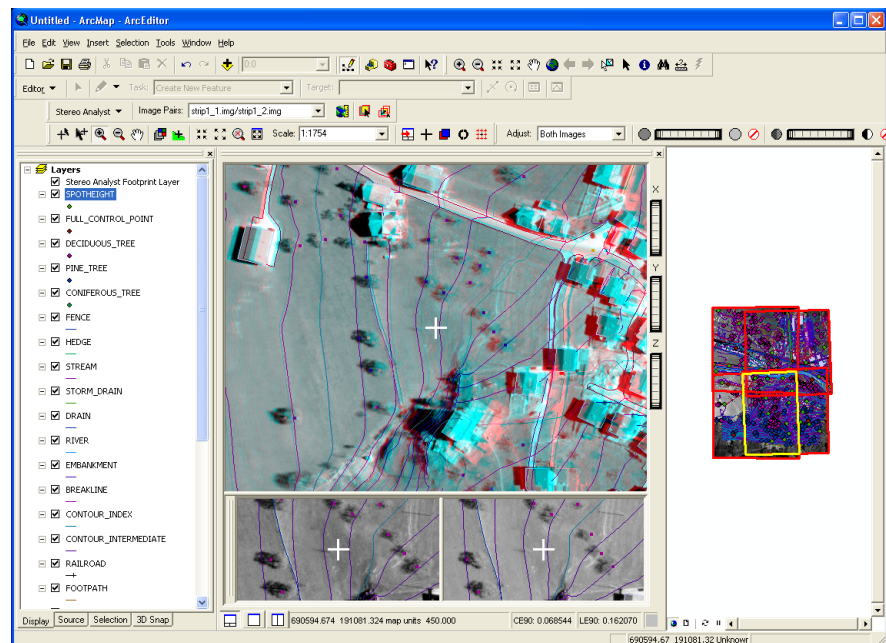 Untitled - ArcMap - ArcEditor
File Edit View Insert Selection Tools Window Help
0:0
Editor Task: Create New Feature Target:
Stereo Analyst Image Pairs: strip1_1.img/strip1_2.img
Scale: 1:1754 Adjust: Both Images
Layers
Stereo Analyst Footprint Layer
SPOTHEIGHT
FULL_CONTROL_POINT
DECIDUOUS_TREE
PINE_TREE
CONIFEROUS_TREE
FENCE
HEDGE
STREAM
STORM_DRAIN
DRAIN
RIVER
EMBANKMENT
BREAKLINE
CONTOUR_INDEX
CONTOUR_INTERMEDIATE
RAILROAD
FOOTPATH
X
Y
Z
Display Source Selection 3D Snap
690594.674 191081.324 map units 450.000 CE90: 0.068544 LE90: 0.162070
690594.67 191081.32 Unknowr